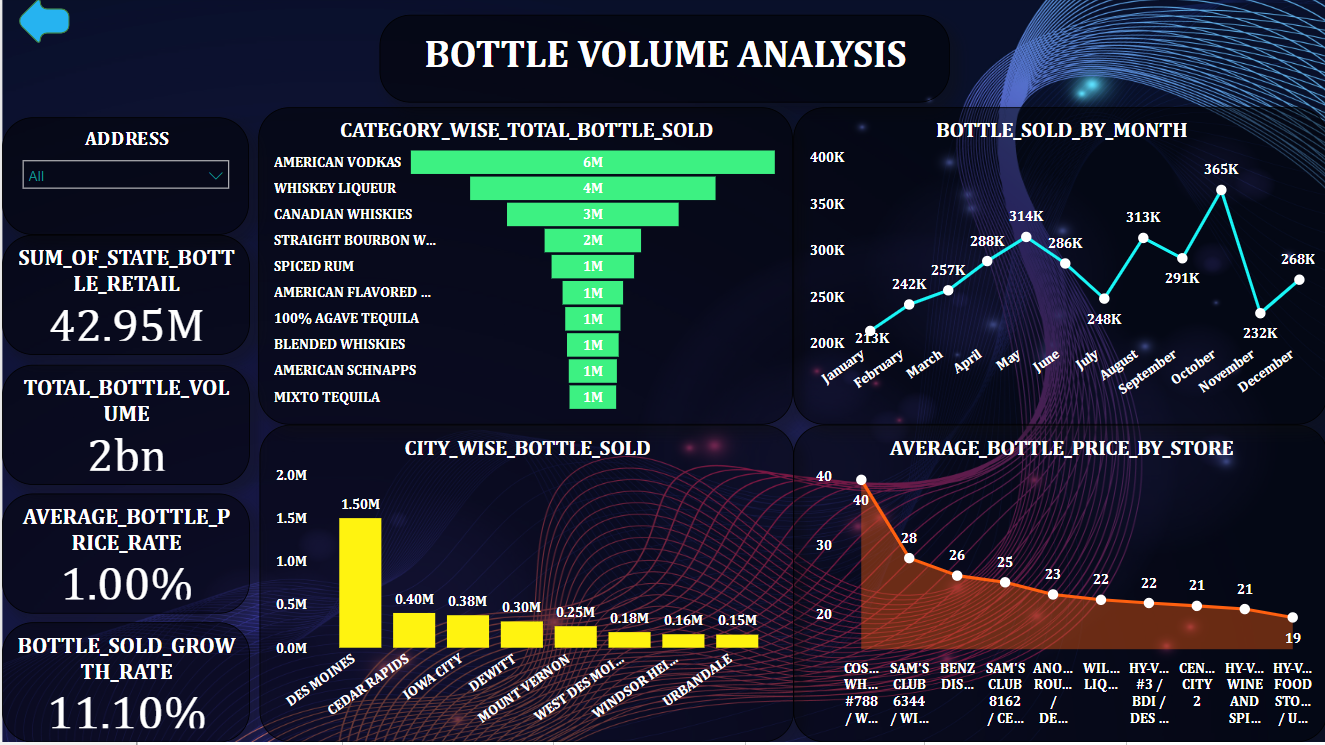 BOTTLE VOLUME ANALYSIS
ADDRESS
All
SUM_OF_STATE_BOTT
LE_RETAIL
42.95M
TOTAL_BOTTLE_VOL
UME
2bn
AVERAGE_BOTTLE_P
RICE_RATE
1.00%
BOTTLE_SOLD_GROW
TH_RATE
11.10%
CATEGORY_WISE_TOTAL_BOTTLE_SOLD
AMERICAN VODKAS 6M
WHISKEY LIQUEUR 4M
CANADIAN WHISKIES 3M
STRAIGHT BOURBON W... 2M
SPICED RUM 1M
AMERICAN FLAVORED ... 1M
100% AGAVE TEQUILA 1M
BLENDED WHISKIES 1M
AMERICAN SCHNAPPS 1M
MIXTO TEQUILA 1M
BOTTLE_SOLD_BY_MONTH
400K
350K
300K
250K
200K
213K
242K
257K
288K
314K
286K
248K
313K
291K
365K
232K
268K
January
February
March
April
May
June
July
August
September
October
November
December
CITY_WISE_BOTTLE_SOLD
2.0M
1.5M
1.0M
0.5M
0.0M
1.50M
0.40M
0.38M
0.30M
0.25M
0.18M
0.16M
0.15M
DES MOINES
CEDAR RAPIDS
IOWA CITY
DEWITT
MOUNT VERNON
WEST DES MOI...
WINDSOR HEI...
URBANDALE
AVERAGE_BOTTLE_PRICE_BY_STORE
40
30
20
40
28
26
25
23
22
22
21
21
19
COS...
WH...
#788
/ W...
SAM'S
CLUB
6344
/ WI...
BENZ
DIS...
SAM'S
CLUB
8162
/ CE...
ANO...
ROU...
/
DE...
WIL...
LIQ...
HY-V...
#3 /
BDI /
DES ...
CEN...
CITY
2
HY-V...
WINE
AND
SPI...
HY-V...
FOOD
STO...
/ U...